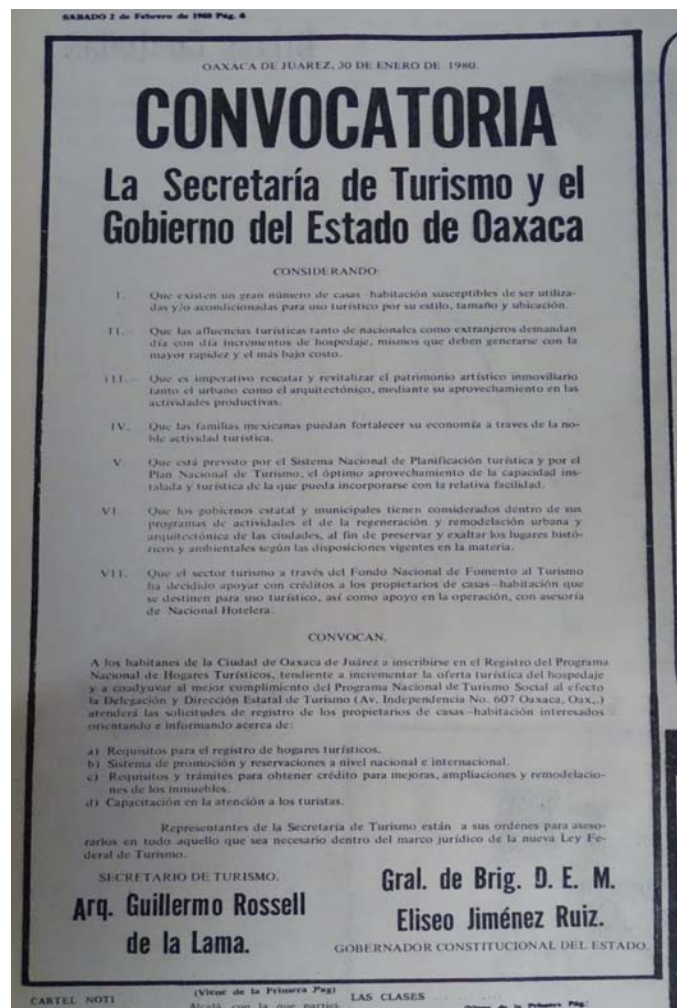 SABADO 2 de Febrero de 1980 Pág. 6
OAXACA DE JUAREZ, 30 DE ENERO DE 1980.
CONVOCATORIA
La Secretaría de Turismo y el
Gobierno del Estado de Oaxaca
CONSIDERANDO:
I.- Que existen un gran número de casas-habitación susceptibles de ser utiliza-
das y/o acondicionadas para uso turístico por su estilo, tamaño y ubicación.
II.- Que las afluencias turísticas tanto de nacionales como extranjeros demandan
día con día incrementos de hospedaje, mismos que deben generarse con la
mayor rapidez y el más bajo costo.
III.- Que es imperativo rescatar y revitalizar el patrimonio artístico inmoviliario
tanto el urbano como el arquitectónico, mediante su aprovechamiento en las
actividades productivas.
IV. Que las familias mexicanas puedan fortalecer su economía a traves de la no-
ble actividad turística.
V. Que está previsto por el Sistema Nacional de Planificación turística y por el
Plan Nacional de Turismo, el óptimo aprovechamiento de la capacidad ins-
talada y turística de la que pueda incorporarse con la relativa facilidad.
VI. Que los gobiernos estatal y municipales tienen considerados dentro de sus
programas de actividades el de la regeneración y remodelación urbana y
arquitectónica de las ciudades, al fin de preservar y exaltar los lugares histó-
ricos y ambientales según las disposiciones vigentes en la materia.
VII. Que el sector turismo a través del Fondo Nacional de Fomento al Turismo
ha decidido apoyar con créditos a los propietarios de casas-habitación que
se destinen para uso turístico, así como apoyo en la operación, con asesoría
de Nacional Hotelera.
CONVOCAN.
A los habitanes de la Ciudad de Oaxaca de Juárez a inscribirse en el Registro del Programa
Nacional de Hogares Turísticos, tendiente a incrementar la oferta turística del hospedaje
y a coadyuvar al mejor cumplimiento del Programa Nacional de Turismo Social al efecto
la Delegación y Dirección Estatal de Turismo (Av. Independencia No. 607 Oaxaca, Oax.,)
atenderá las solicitudes de registro de los propietarios de casas-habitación interesados
orientando e informando acerca de:
a) Requisitos para el registro de hogares turísticos.
b) Sistema de promoción y reservaciones a nivel nacional e internacional.
c) Requisitos y trámites para obtener crédito para mejoras, ampliaciones y remodelacio-
nes de los inmuebles.
d) Capacitación en la atención a los turistas.
Representantes de la Secretaría de Turismo están a sus ordenes para aseso-
rarlos en todo aquello que sea necesario dentro del marco jurídico de la nueva Ley Fe-
deral de Turismo.
SECRETARIO DE TURISMO.
Arq. Guillermo Rossell
de la Lama.
Gral. de Brig. D. E. M.
Eliseo Jiménez Ruiz.
GOBERNADOR CONSTITUCIONAL DEL ESTADO.
CARTEL NOTI
(Viene de la Primera Pag)
Alcalá, con la que partici-
LAS CLASES
(Viene de la Primera Pág.